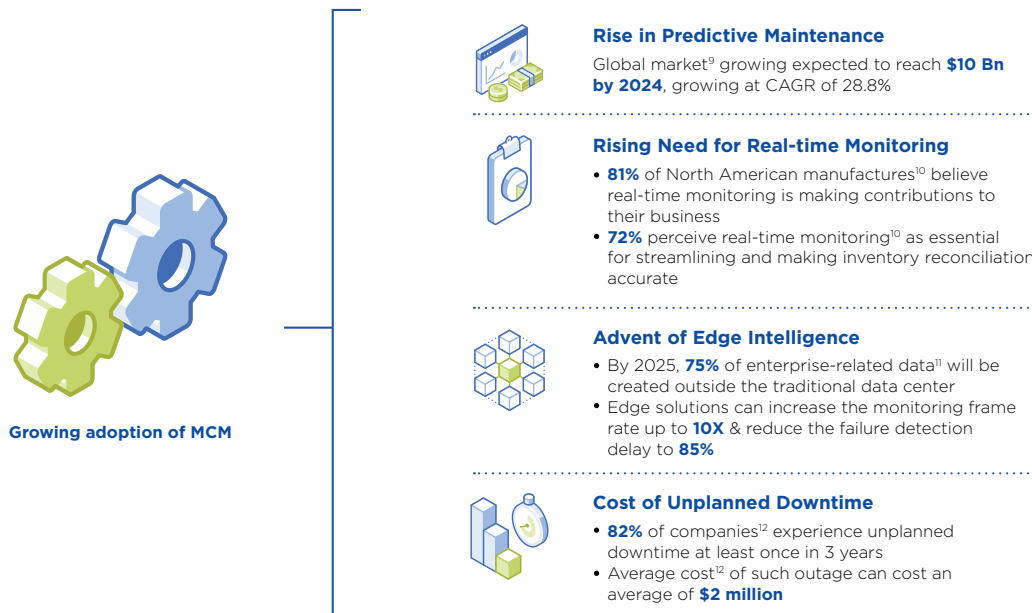 Rise in Predictive Maintenance
Global market⁹ growing expected to reach $10 Bn
by 2024, growing at CAGR of 28.8%
Rising Need for Real-time Monitoring
• 81% of North American manufactures¹⁰ believe
real-time monitoring is making contributions to
their business
• 72% perceive real-time monitoring¹⁰ as essential
for streamlining and making inventory reconciliation
accurate
Growing adoption of MCM
Advent of Edge Intelligence
• By 2025, 75% of enterprise-related data¹¹ will be
created outside the traditional data center
• Edge solutions can increase the monitoring frame
rate up to 10X & reduce the failure detection
delay to 85%
Cost of Unplanned Downtime
• 82% of companies¹² experience unplanned
downtime at least once in 3 years
• Average cost¹² of such outage can cost an
average of $2 million